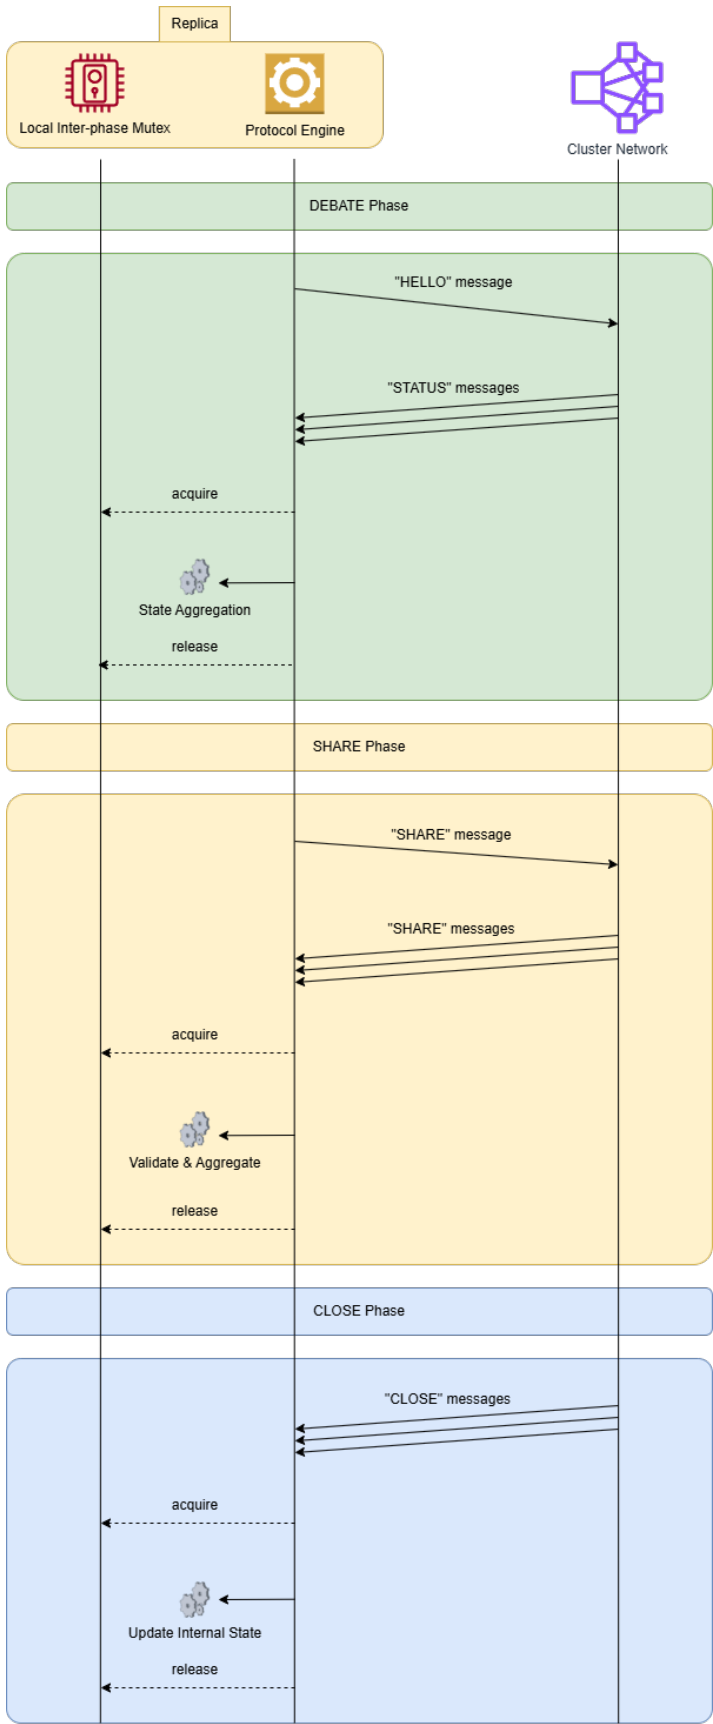 Replica
Local Inter-phase Mutex
Protocol Engine
Cluster Network
DEBATE Phase
"HELLO" message
"STATUS" messages
acquire
State Aggregation
release
SHARE Phase
"SHARE" message
"SHARE" messages
acquire
Validate & Aggregate
release
CLOSE Phase
"CLOSE" messages
acquire
Update Internal State
release